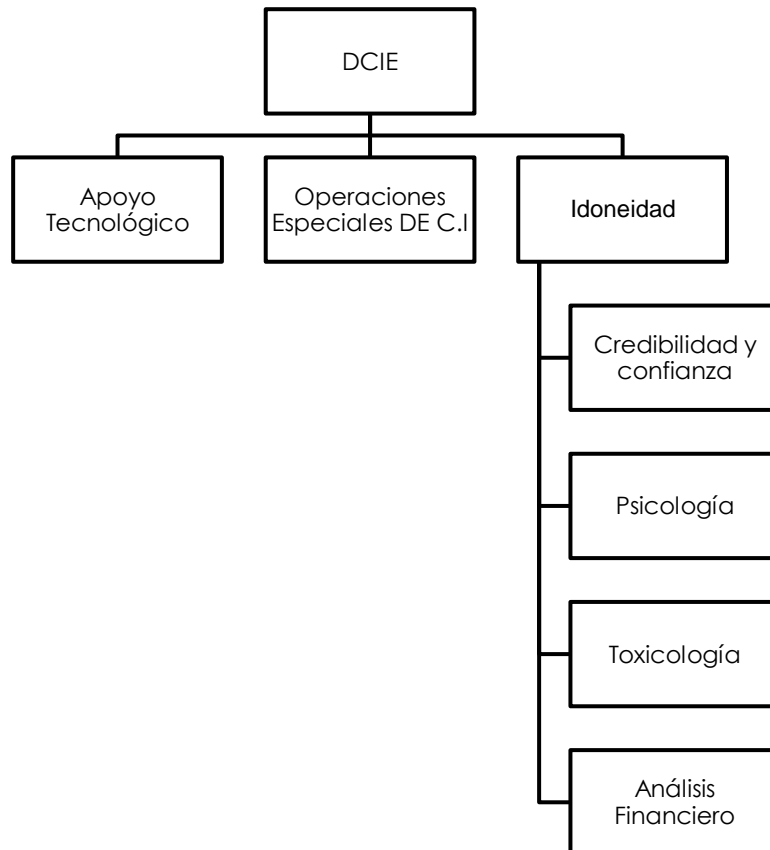 DCIE
Apoyo
Tecnológico
Operaciones
Especiales DE C.I
Idoneidad
Credibilidad y
confianza
Psicología
Toxicología
Análisis
Financiero